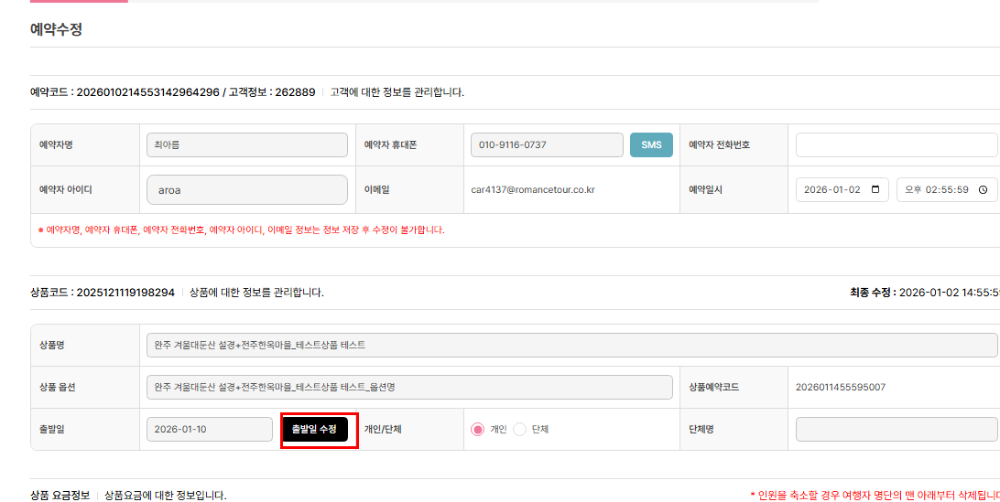 예약수정
예약코드 : 2026010214553142964296 / 고객정보 : 262889 | 고객에 대한 정보를 관리합니다.
예약자명 최아름 예약자 휴대폰 010-9116-0737 SMS 예약자 전화번호
예약자 아이디 aroa 이메일 car4137@romancetour.co.kr 예약일시 2026-01-02 오후 02:55:59
※ 예약자명, 예약자 휴대폰, 예약자 전화번호, 예약자 아이디, 이메일 정보는 정보 저장 후 수정이 불가합니다.
상품코드 : 2025121119198294 | 상품에 대한 정보를 관리합니다. 최종 수정 : 2026-01-02 14:55:59
상품명 완주 겨울대둔산 설경+전주한옥마을_테스트상품 테스트
상품 옵션 완주 겨울대둔산 설경+전주한옥마을_테스트상품 테스트_옵션명 상품예약코드 2026011455595007
출발일 2026-01-10 출발일 수정 개인/단체 개인 단체 단체명
상품 요금정보 | 상품요금에 대한 정보입니다. * 인원을 축소할 경우 여행자 명단의 맨 아래부터 삭제됩니다